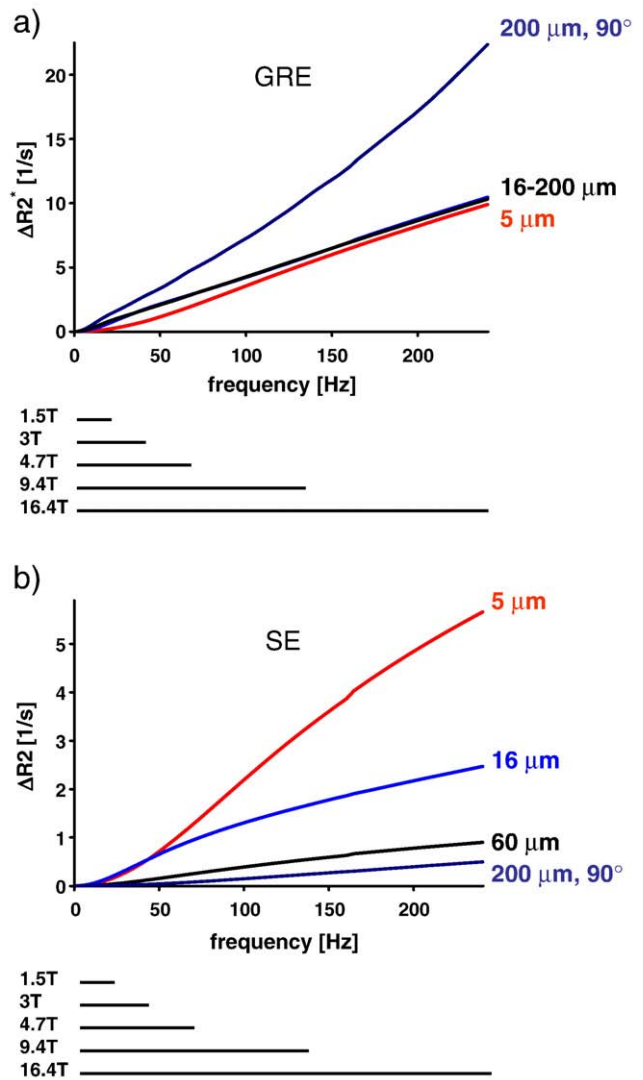 a)
200 μm, 90°
GRE
20
15
10
5
0
ΔR2* [1/s]
16-200 μm
5 μm
0 50 100 150 200
frequency [Hz]
1.5T
3T
4.7T
9.4T
16.4T
b)
SE
5 μm
5
4
3
2
1
0
ΔR2 [1/s]
16 μm
60 μm
200 μm, 90°
0 50 100 150 200
frequency [Hz]
1.5T
3T
4.7T
9.4T
16.4T